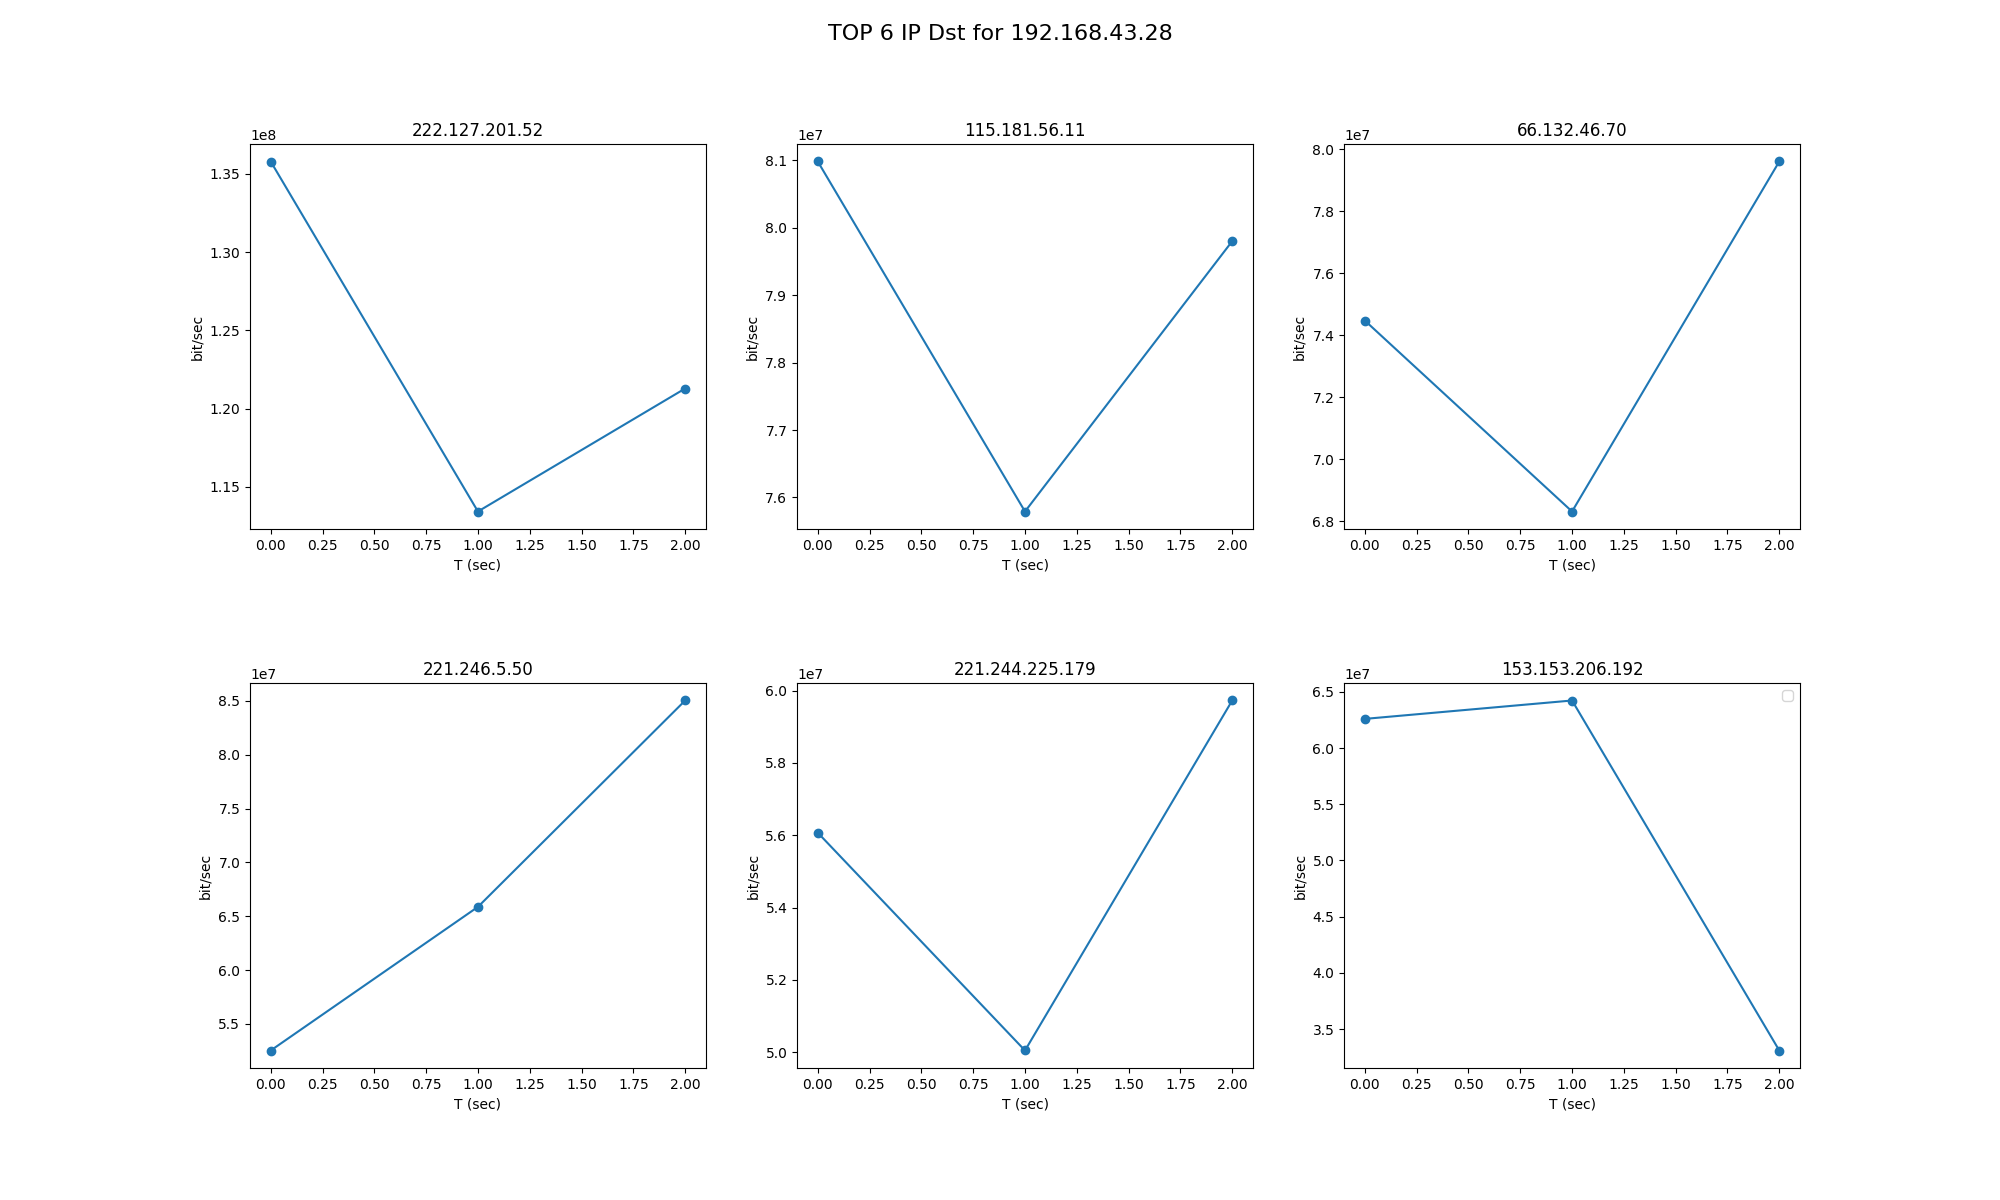 TOP 6 IP Dst for 192.168.43.28
222.127.201.52
1e8
1.35
1.30
1.25
1.20
1.15
bit/sec
0.00 0.25 0.50 0.75 1.00 1.25 1.50 1.75 2.00
T (sec)
115.181.56.11
1e7
8.1
8.0
7.9
7.8
7.7
7.6
bit/sec
0.00 0.25 0.50 0.75 1.00 1.25 1.50 1.75 2.00
T (sec)
66.132.46.70
1e7
8.0
7.8
7.6
7.4
7.2
7.0
6.8
bit/sec
0.00 0.25 0.50 0.75 1.00 1.25 1.50 1.75 2.00
T (sec)
221.246.5.50
1e7
8.5
8.0
7.5
7.0
6.5
6.0
5.5
bit/sec
0.00 0.25 0.50 0.75 1.00 1.25 1.50 1.75 2.00
T (sec)
221.244.225.179
1e7
6.0
5.8
5.6
5.4
5.2
5.0
bit/sec
0.00 0.25 0.50 0.75 1.00 1.25 1.50 1.75 2.00
T (sec)
153.153.206.192
1e7
6.5
6.0
5.5
5.0
4.5
4.0
3.5
bit/sec
0.00 0.25 0.50 0.75 1.00 1.25 1.50 1.75 2.00
T (sec)